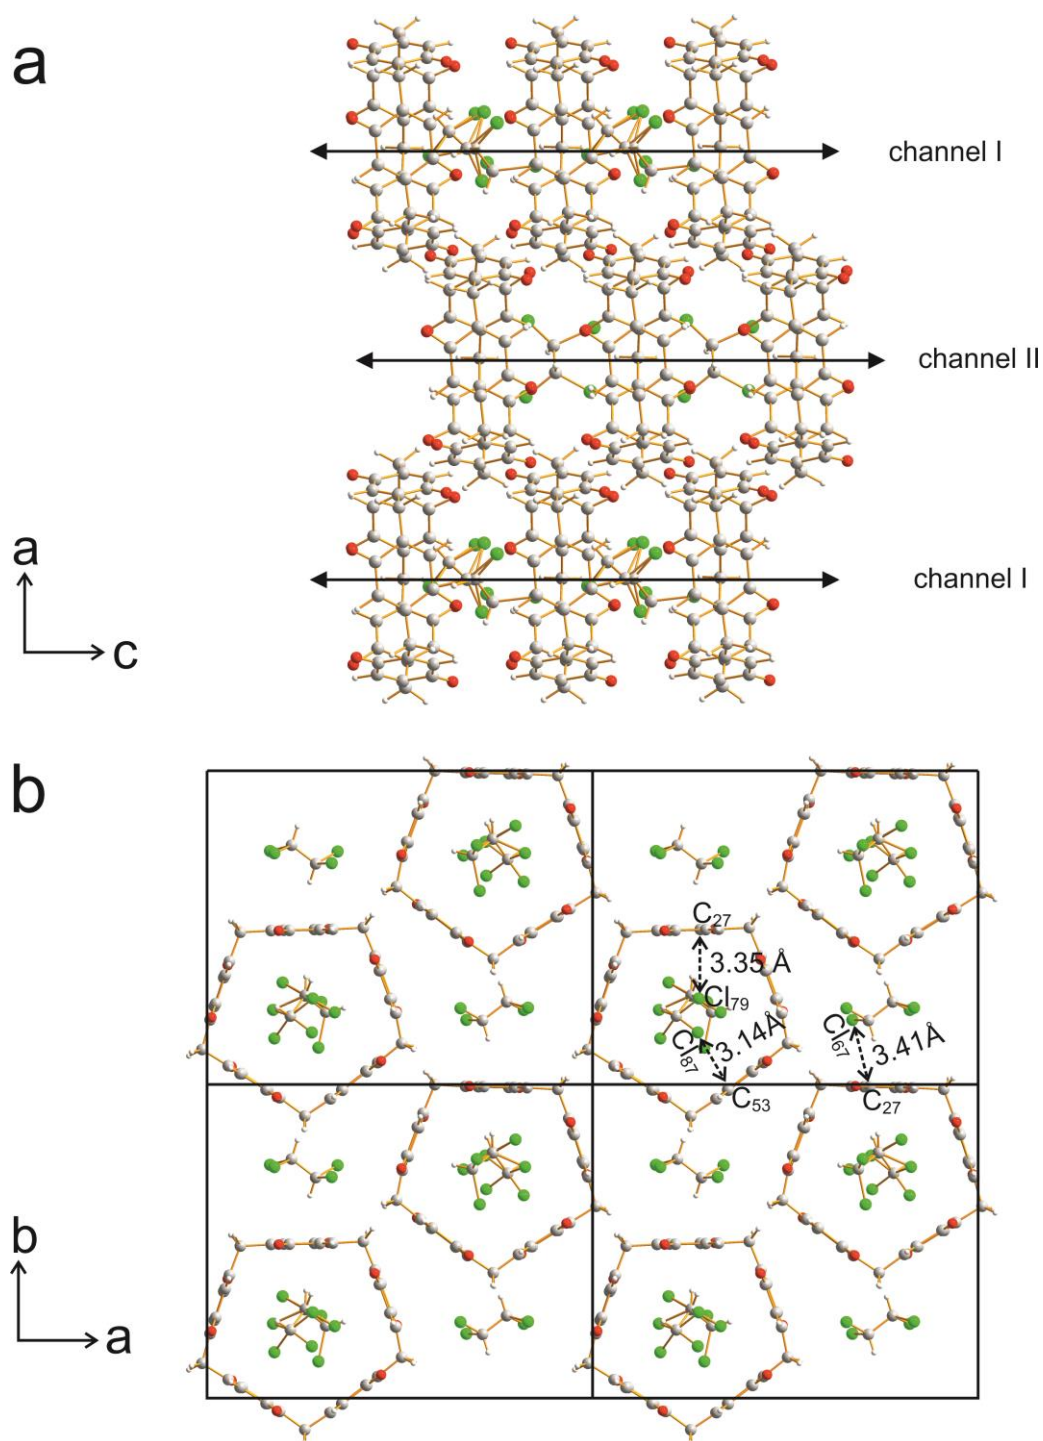 a
channel I
channel II
channel I
a
c
b
C27
3.35 Å
Cl79
Cl87
3.14Å
C53
Cl67
3.41Å
C27
b
a